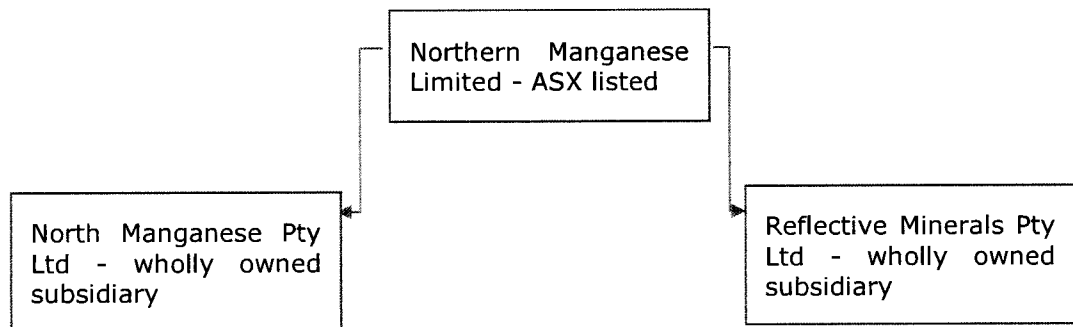 Northern Manganese
Limited - ASX listed
North Manganese Pty
Ltd - wholly owned
subsidiary
Reflective Minerals Pty
Ltd - wholly owned
subsidiary